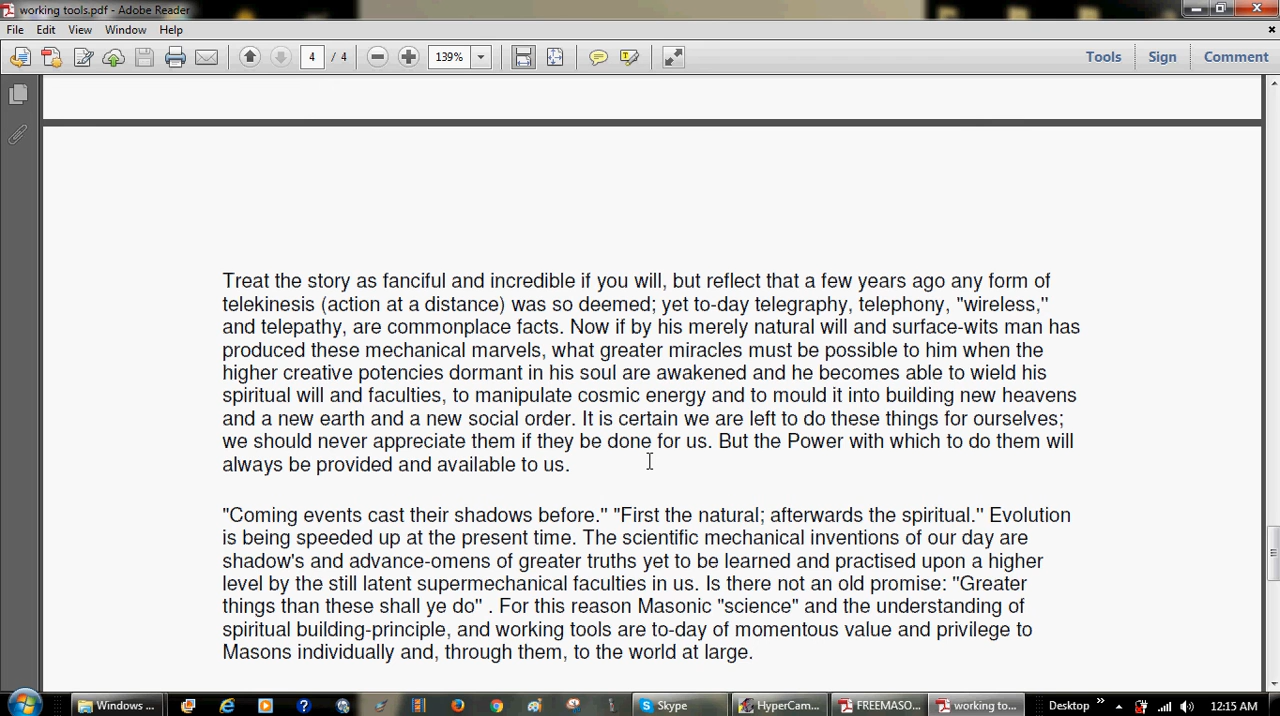 working tools.pdf - Adobe Reader
File Edit View Window Help
4 / 4 139% Tools Sign Comment
Treat the story as fanciful and incredible if you will, but reflect that a few years ago any form of
telekinesis (action at a distance) was so deemed; yet to-day telegraphy, telephony, "wireless,"
and telepathy, are commonplace facts. Now if by his merely natural will and surface-wits man has
produced these mechanical marvels, what greater miracles must be possible to him when the
higher creative potencies dormant in his soul are awakened and he becomes able to wield his
spiritual will and faculties, to manipulate cosmic energy and to mould it into building new heavens
and a new earth and a new social order. It is certain we are left to do these things for ourselves;
we should never appreciate them if they be done for us. But the Power with which to do them will
always be provided and available to us.
"Coming events cast their shadows before." "First the natural; afterwards the spiritual." Evolution
is being speeded up at the present time. The scientific mechanical inventions of our day are
shadow's and advance-omens of greater truths yet to be learned and practised upon a higher
level by the still latent supermechanical faculties in us. Is there not an old promise: "Greater
things than these shall ye do" . For this reason Masonic "science" and the understanding of
spiritual building-principle, and working tools are to-day of momentous value and privilege to
Masons individually and, through them, to the world at large.
Windows ... Skype HyperCam... FREEMASO... working to... Desktop 12:15 AM